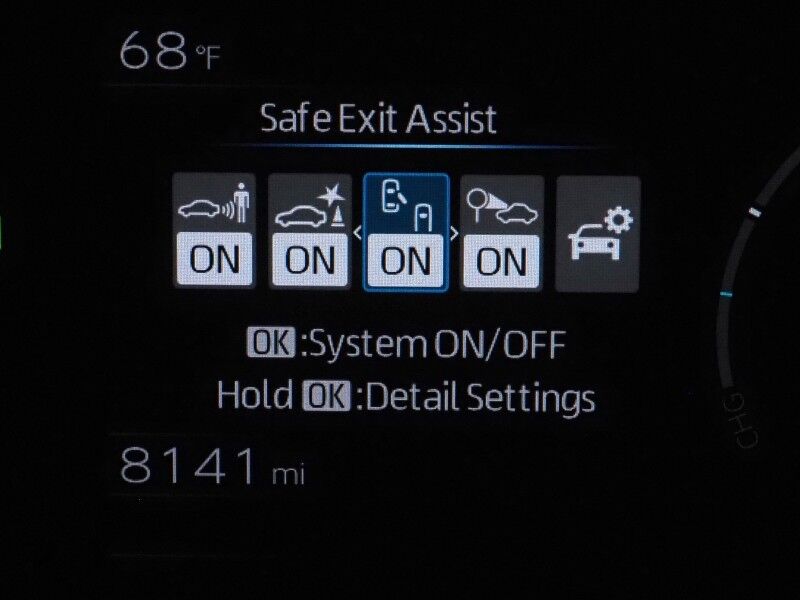 68 °F
Safe Exit Assist
ON ON < ON > ON
OK :System ON/OFF
Hold OK :Detail Settings
CHG
8141 mi